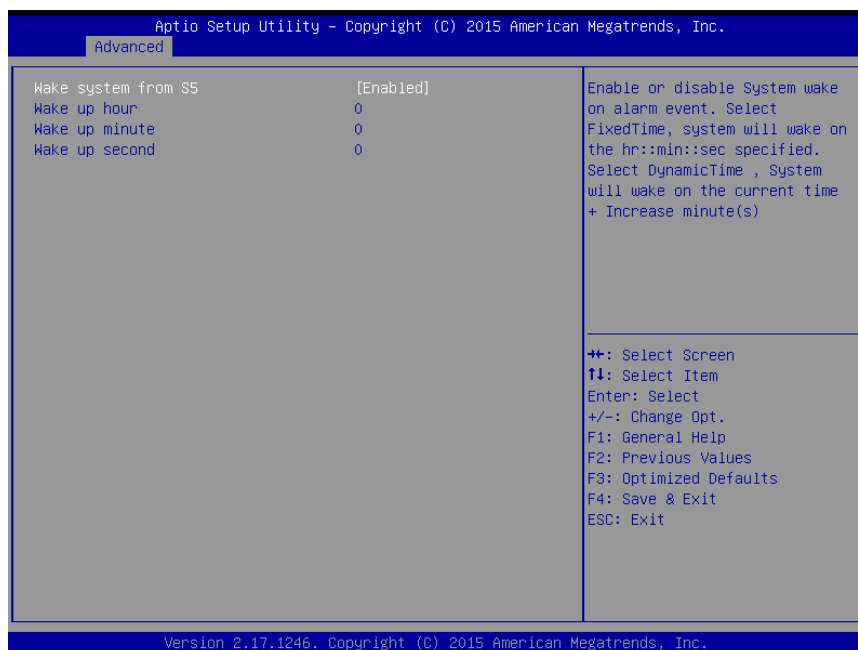 Aptio Setup Utility – Copyright (C) 2015 American Megatrends, Inc.
Advanced
Wake system from S5 [Enabled]
Wake up hour 0
Wake up minute 0
Wake up second 0
Enable or disable System wake
on alarm event. Select
FixedTime, system will wake on
the hr::min::sec specified.
Select DynamicTime , System
will wake on the current time
+ Increase minute(s)
→←: Select Screen
↑↓: Select Item
Enter: Select
+/-: Change Opt.
F1: General Help
F2: Previous Values
F3: Optimized Defaults
F4: Save & Exit
ESC: Exit
Version 2.17.1246. Copyright (C) 2015 American Megatrends, Inc.